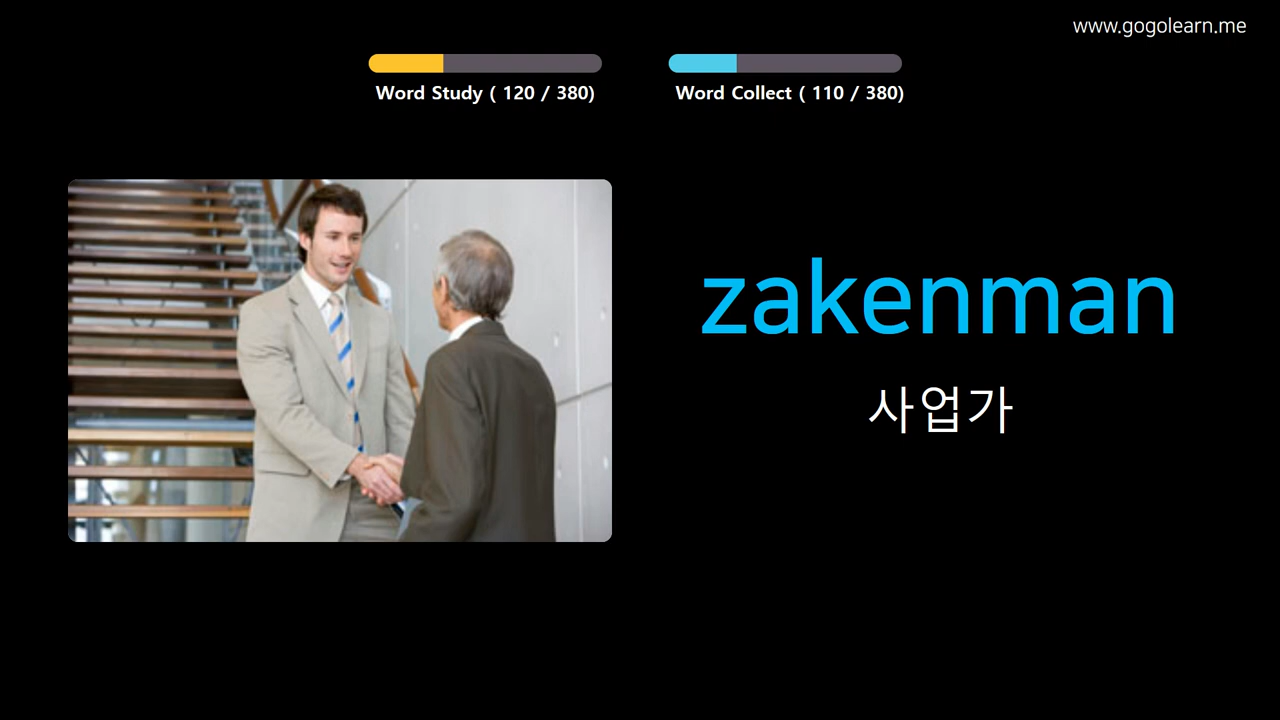 www.gogolearn.me
Word Study ( 120 / 380)
Word Collect ( 110 / 380)
zakenman
사업가